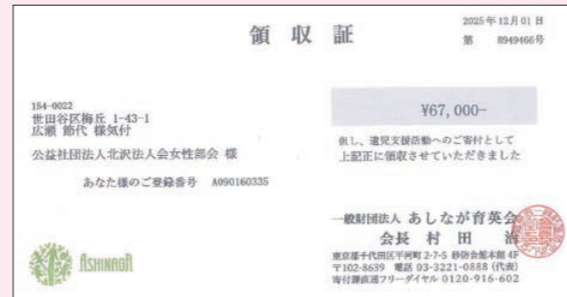 領収証
2025年12月01日
第 8949466号
154-0022
世田谷区梅丘 1-43-1
広瀬 節代 様気付
公益社団法人北沢法人会女性部会 様
あなた様のご登録番号 A090160335
¥67,000-
但し、遺児支援活動へのご寄付として
上記正に領収させていただきました
一般財団法人 あしなが育英会
会長 村田 治
東京都千代田区平河町 2-7-5 砂防会館本館 4F
〒102-8639 電話 03-3221-0888 (代表)
寄付課直通フリーダイヤル 0120-916-602
ASHINAGA